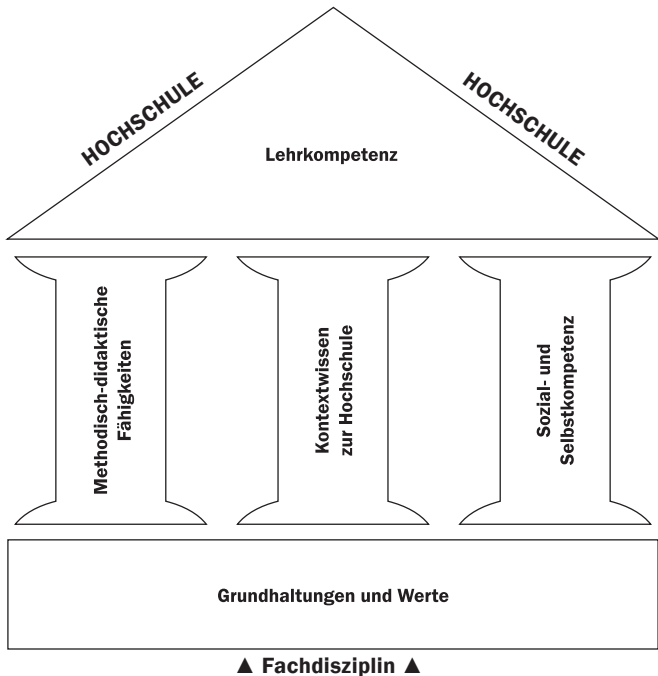 HOCHSCHULE
HOCHSCHULE
Lehrkompetenz
Methodisch-didaktische
Fähigkeiten
Kontextwissen
zur Hochschule
Sozial- und
Selbstkompetenz
Grundhaltungen und Werte
▲ Fachdisziplin ▲